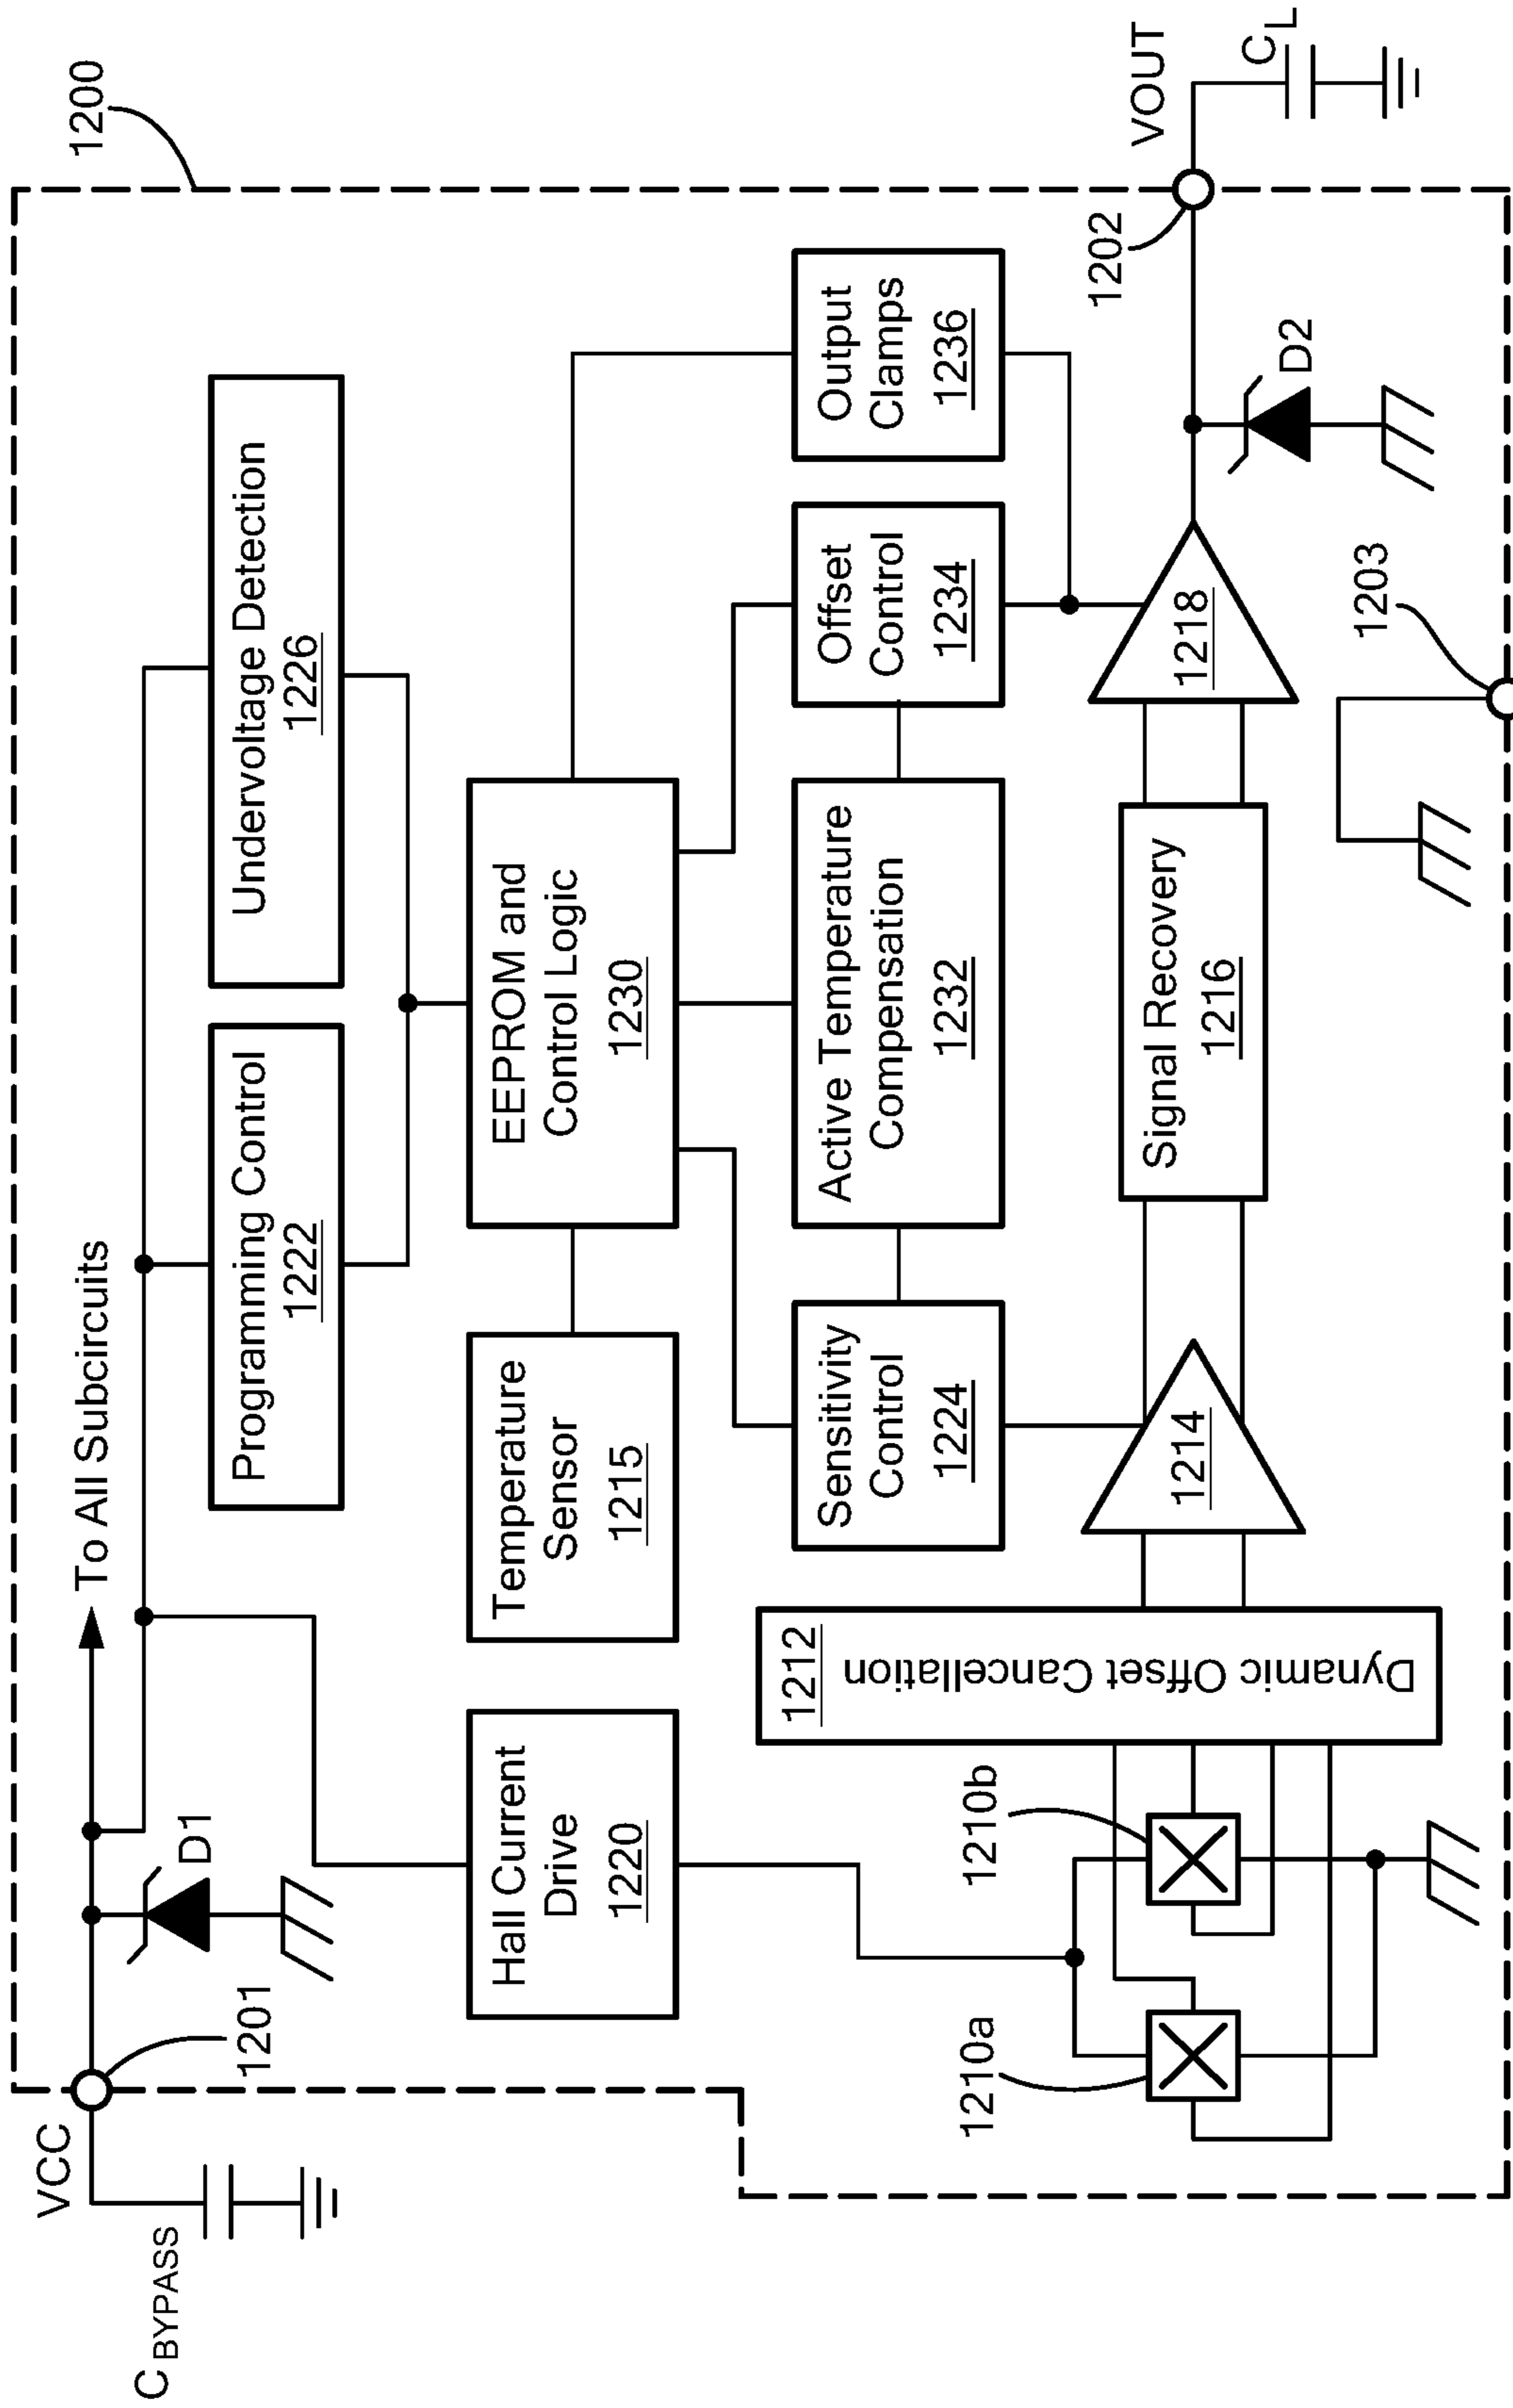 1200
VCC
C BYPASS
1201
D1
To All Subcircuits
Programming Control
1222
Undervoltage Detection
1226
Hall Current
Drive
1220
Temperature
Sensor
1215
EEPROM and
Control Logic
1230
Sensitivity
Control
1224
Active Temperature
Compensation
1232
Offset
Control
1234
Output
Clamps
1236
1210a
1210b
1212
Dynamic Offset Cancellation
1214
Signal Recovery
1216
1218
D2
1202
VOUT
C L
1203